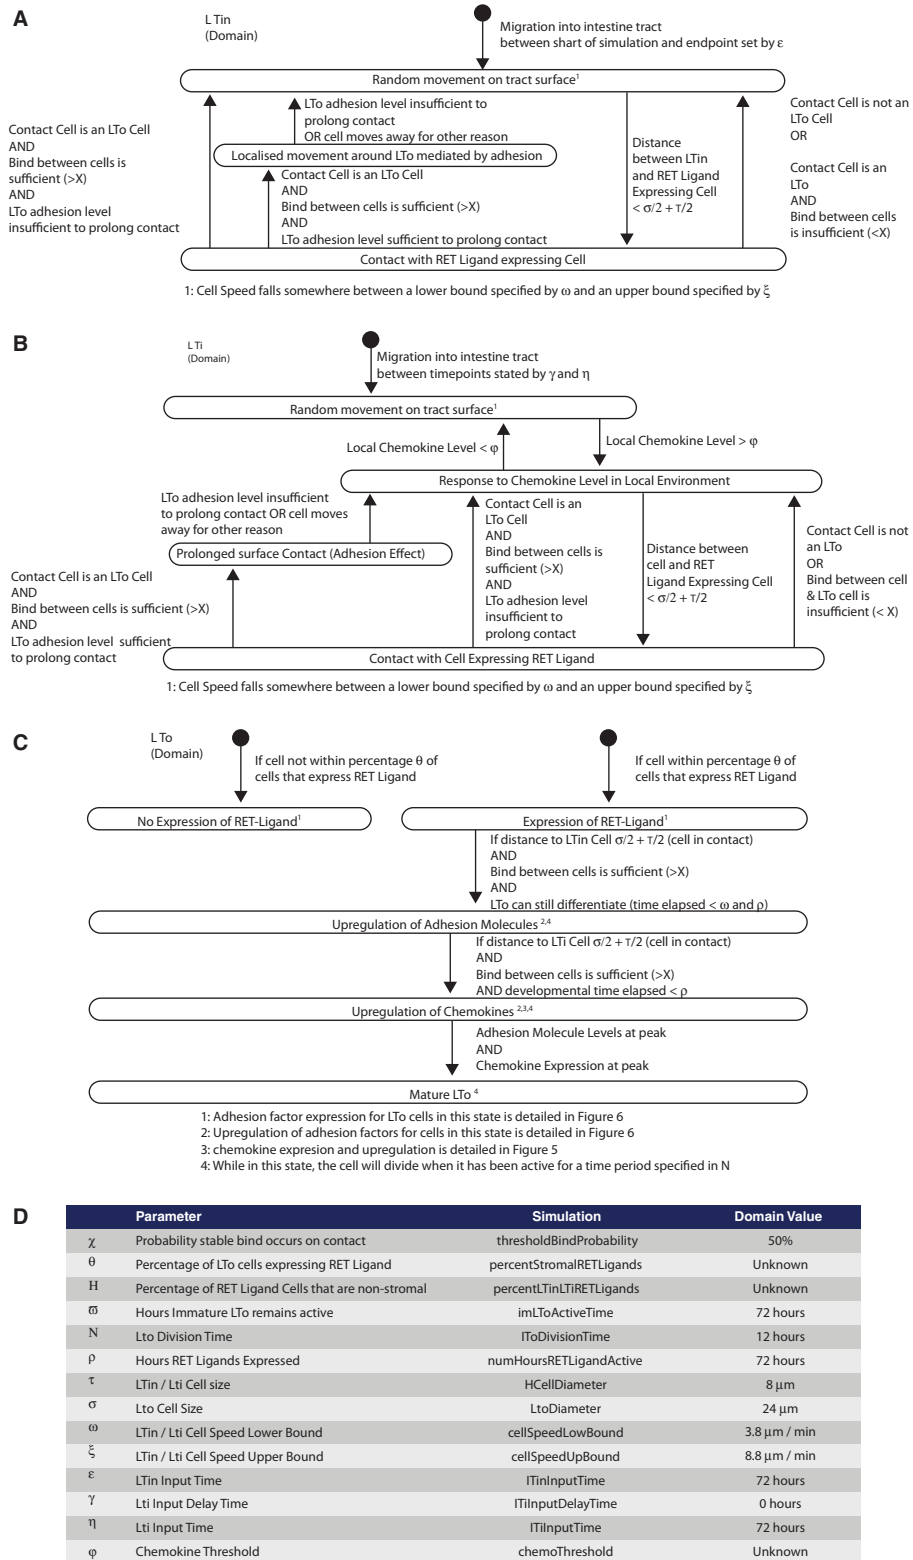 A
L Tin
(Domain)
Migration into intestine tract
between shart of simulation and endpoint set by ε
Random movement on tract surface1
LTo adhesion level insufficient to
prolong contact
OR cell moves away for other reason
Contact Cell is an LTo Cell
AND
Bind between cells is
sufficient (>X)
AND
LTo adhesion level
insufficient to prolong contact
Localised movement around LTo mediated by adhesion
Contact Cell is an LTo Cell
AND
Bind between cells is sufficient (>X)
AND
LTo adhesion level sufficient to prolong contact
Distance
between LTin
and RET Ligand
Expressing Cell
< σ/2 + τ/2
Contact Cell is not an
LTo Cell
OR
Contact Cell is an
LTo
AND
Bind between cells
is insufficient (<X)
Contact with RET Ligand expressing Cell
1: Cell Speed falls somewhere between a lower bound specified by ω and an upper bound specified by ξ
B
L Ti
(Domain)
Migration into intestine tract
between timepoints stated by γ and η
Random movement on tract surface1
Local Chemokine Level < φ
Local Chemokine Level > φ
Response to Chemokine Level in Local Environment
LTo adhesion level insufficient
to prolong contact OR cell moves
away for other reason
Prolonged surface Contact (Adhesion Effect)
Contact Cell is an LTo Cell
AND
Bind between cells is sufficient (>X)
AND
LTo adhesion level sufficient
to prolong contact
Contact Cell is an
LTo Cell
AND
Bind between cells is
sufficient (>X)
AND
LTo adhesion level
insufficient to
prolong contact
Distance between
cell and RET
Ligand Expressing Cell
< σ/2 + τ/2
Contact Cell is not
an LTo
OR
Bind between cell
& LTo cell is
insufficient (< X)
Contact with Cell Expressing RET Ligand
1: Cell Speed falls somewhere between a lower bound specified by ω and an upper bound specified by ξ
C
L To
(Domain)
If cell not within percentage θ of
cells that express RET Ligand
If cell within percentage θ of
cells that express RET Ligand
No Expression of RET-Ligand1
Expression of RET-Ligand1
If distance to LTin Cell σ/2 + τ/2 (cell in contact)
AND
Bind between cells is sufficient (>X)
AND
LTo can still differentiate (time elapsed < ω and ρ)
Upregulation of Adhesion Molecules 2,4
If distance to LTi Cell σ/2 + τ/2 (cell in contact)
AND
Bind between cells is sufficient (>X)
AND developmental time elapsed < ρ
Upregulation of Chemokines 2,3,4
Adhesion Molecule Levels at peak
AND
Chemokine Expression at peak
Mature LTo 4
1: Adhesion factor expression for LTo cells in this state is detailed in Figure 6
2: Upregulation of adhesion factors for cells in this state is detailed in Figure 6
3: chemokine expresion and upregulation is detailed in Figure 5
4: While in this state, the cell will divide when it has been active for a time period specified in N
D
Parameter Simulation Domain Value
χ Probability stable bind occurs on contact thresholdBindProbability 50%
θ Percentage of LTo cells expressing RET Ligand percentStromalRETLigands Unknown
H Percentage of RET Ligand Cells that are non-stromal percentLTinLTiRETLigands Unknown
ϖ Hours Immature LTo remains active imLToActiveTime 72 hours
N Lto Division Time lToDivisionTime 12 hours
ρ Hours RET Ligands Expressed numHoursRETLigandActive 72 hours
τ LTin / Lti Cell size HCellDiameter 8 μm
σ Lto Cell Size LtoDiameter 24 μm
ω LTin / Lti Cell Speed Lower Bound cellSpeedLowBound 3.8 μm / min
ξ LTin / Lti Cell Speed Upper Bound cellSpeedUpBound 8.8 μm / min
ε LTin Input Time lTinInputTime 72 hours
γ Lti Input Delay Time lTiInputDelayTime 0 hours
η Lti Input Time lTiInputTime 72 hours
φ Chemokine Threshold chemoThreshold Unknown